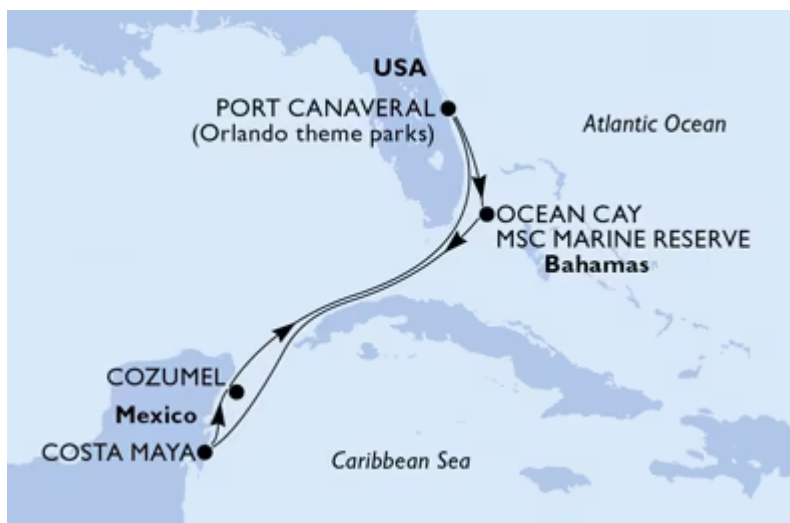 USA
PORT CANAVERAL
(Orlando theme parks)
Atlantic Ocean
OCEAN CAY
MSC MARINE RESERVE
Bahamas
COZUMEL
Mexico
COSTA MAYA
Caribbean Sea